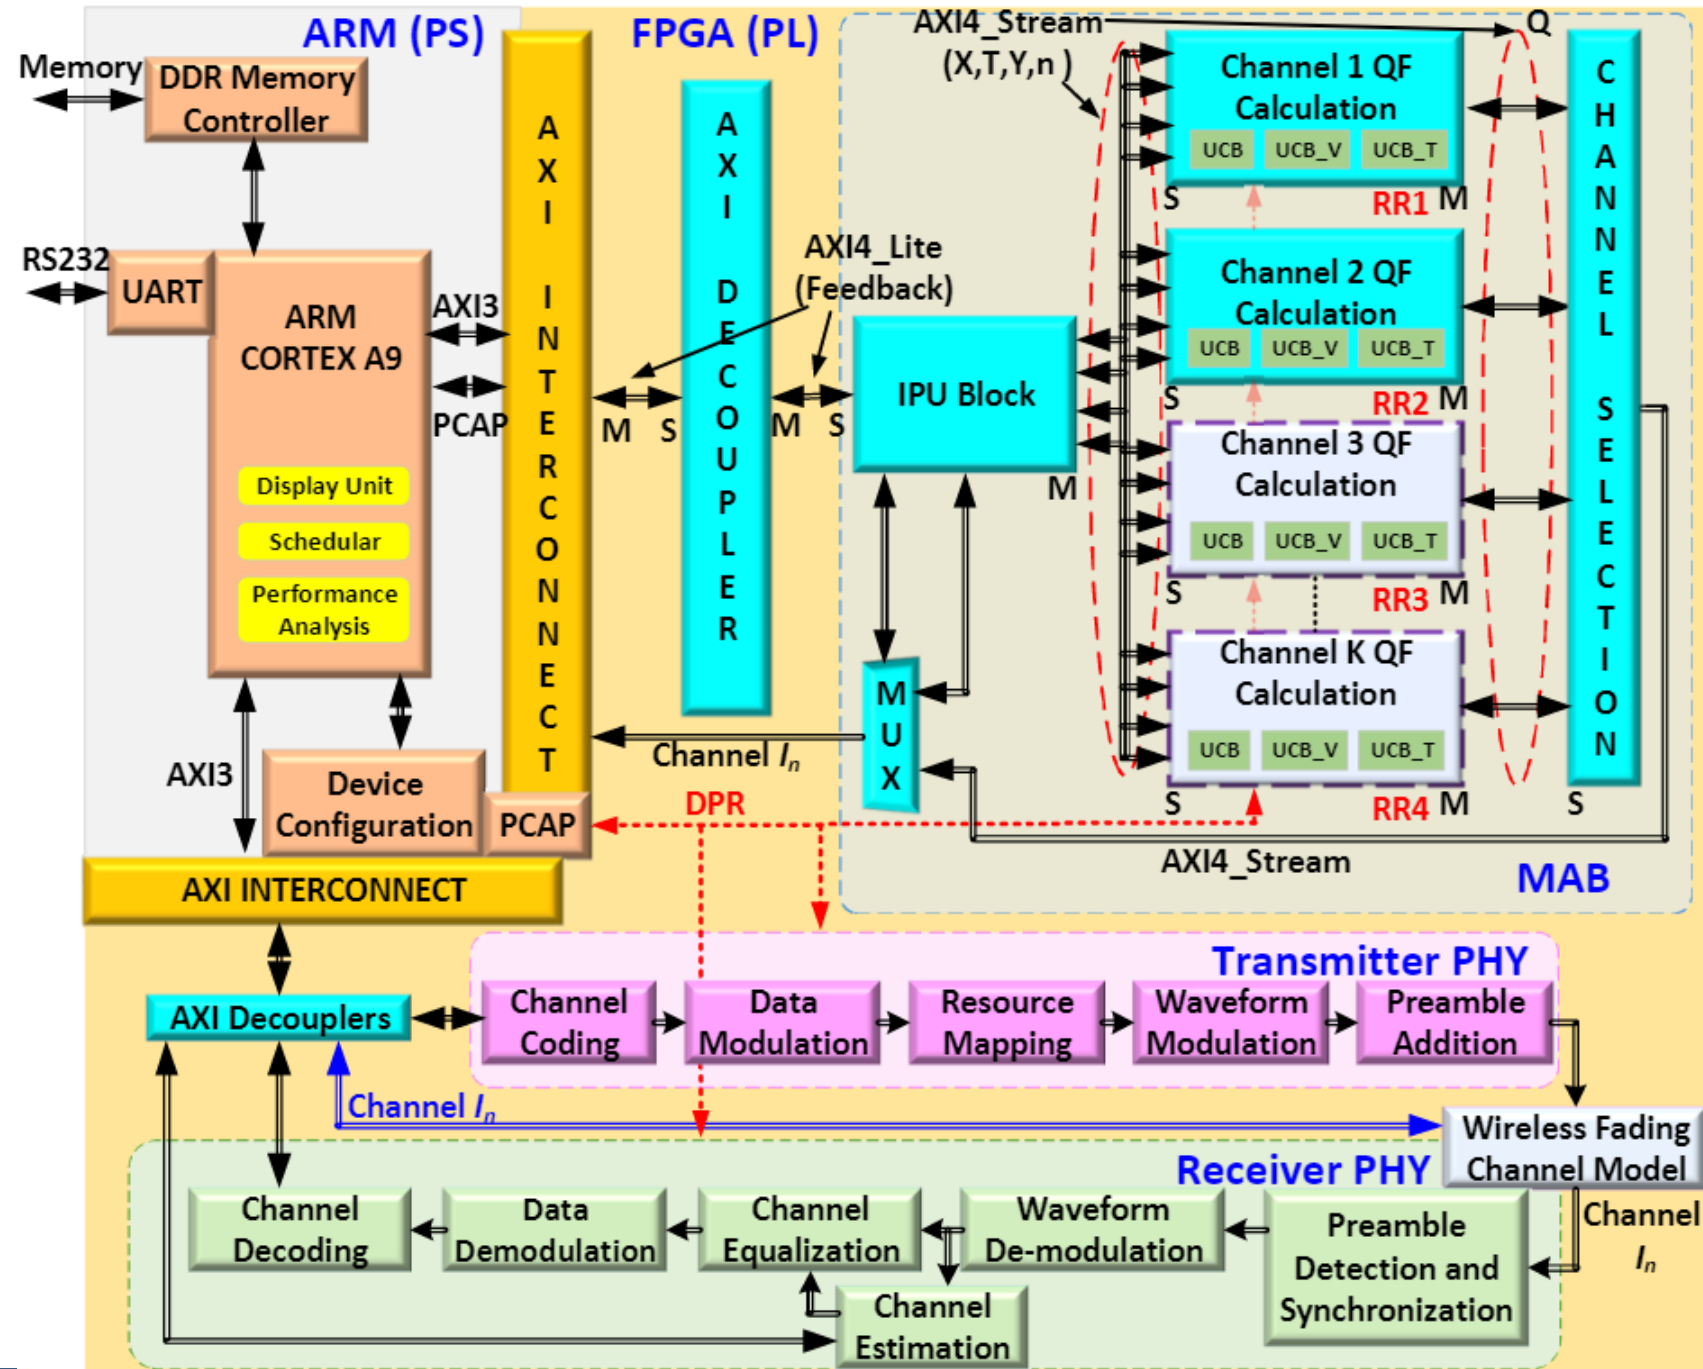 ARM (PS)
FPGA (PL)
AXI4_Stream
(X,T,Y,n )
Q
Memory
DDR Memory
Controller
RS232
UART
ARM
CORTEX A9
AXI3
PCAP
Display Unit
Schedular
Performance
Analysis
AXI3
Device
Configuration
PCAP
AXI INTERCONNECT
AXI INTERCONNECT
AXI DECOUPLER
AXI4_Lite
(Feedback)
M
S
M
S
IPU Block
M
MUX
Channel In
DPR
Channel 1 QF
Calculation
UCB
UCB_V
UCB_T
S
RR1
M
Channel 2 QF
Calculation
UCB
UCB_V
UCB_T
S
RR2
M
Channel 3 QF
Calculation
UCB
UCB_V
UCB_T
S
RR3
M
Channel K QF
Calculation
UCB
UCB_V
UCB_T
S
RR4
M
CHANNEL SELECTION
S
AXI4_Stream
MAB
Transmitter PHY
AXI Decouplers
Channel
Coding
Data
Modulation
Resource
Mapping
Waveform
Modulation
Preamble
Addition
Channel In
Wireless Fading
Channel Model
Receiver PHY
Channel
In
Channel
Decoding
Data
Demodulation
Channel
Equalization
Waveform
De-modulation
Preamble
Detection and
Synchronization
Channel
Estimation